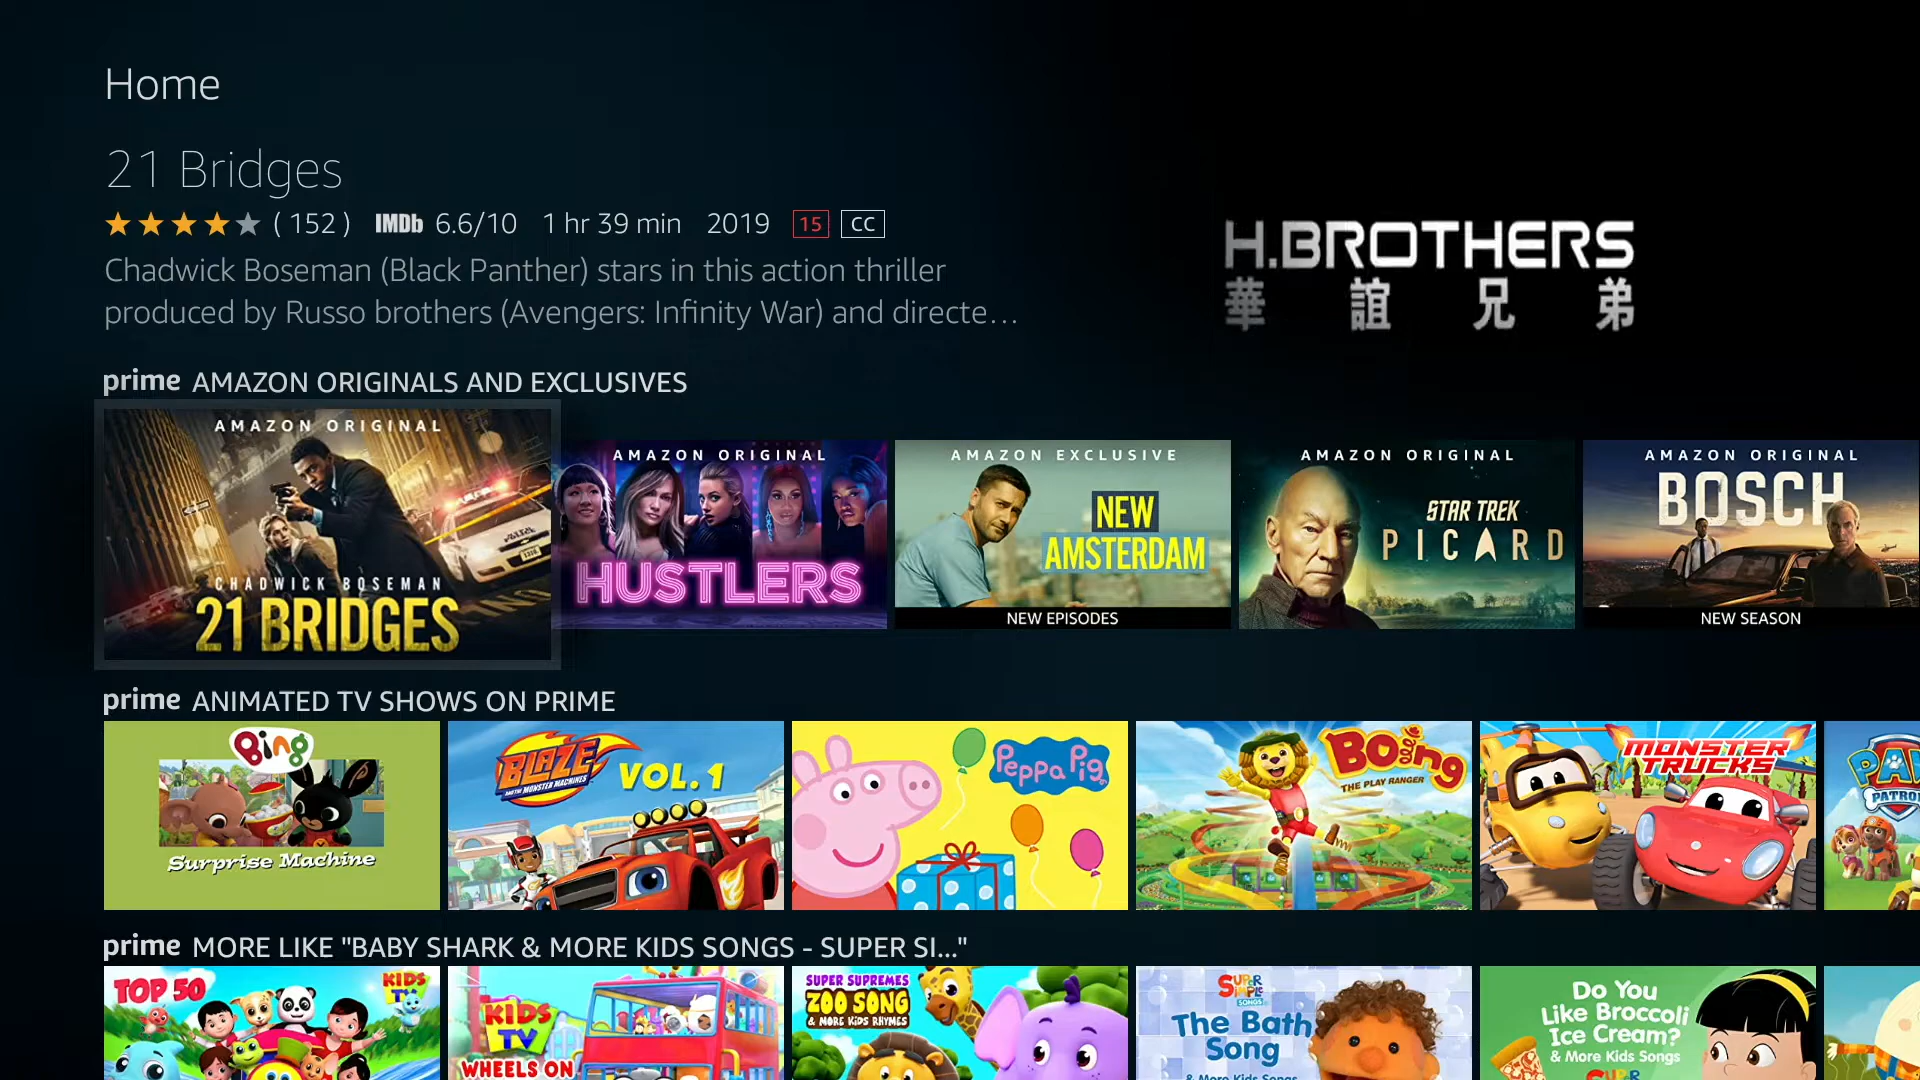 Home
21 Bridges
( 152 ) IMDb 6.6/10 1 hr 39 min 2019 15 CC
Chadwick Boseman (Black Panther) stars in this action thriller
produced by Russo brothers (Avengers: Infinity War) and directe…
H.BROTHERS
華 誼 兄 弟
prime AMAZON ORIGINALS AND EXCLUSIVES
AMAZON ORIGINAL
CHADWICK BOSEMAN
21 BRIDGES
AMAZON ORIGINAL
HUSTLERS
AMAZON EXCLUSIVE
NEW
AMSTERDAM
NEW EPISODES
AMAZON ORIGINAL
STAR TREK
PICARD
AMAZON ORIGINAL
BOSCH
NEW SEASON
prime ANIMATED TV SHOWS ON PRIME
Bing
Surprise Machine
BLAZE
AND THE MONSTER MACHINES
VOL. 1
Peppa Pig
Boing
THE PLAY RANGER
MONSTER
TRUCKS
PATRO
prime MORE LIKE "BABY SHARK & MORE KIDS SONGS - SUPER SI..."
TOP 50
KIDS
TV
KIDS
TV
WHEELS ON
SUPER SUPREMES
ZOO SONG
& MORE KIDS RHYMES
SUPER
SIMPLE
SONGS
The Bath
Song
& More Kids Songs
Do You
Like Broccoli
Ice Cream?
& More Kids Songs
SUPER